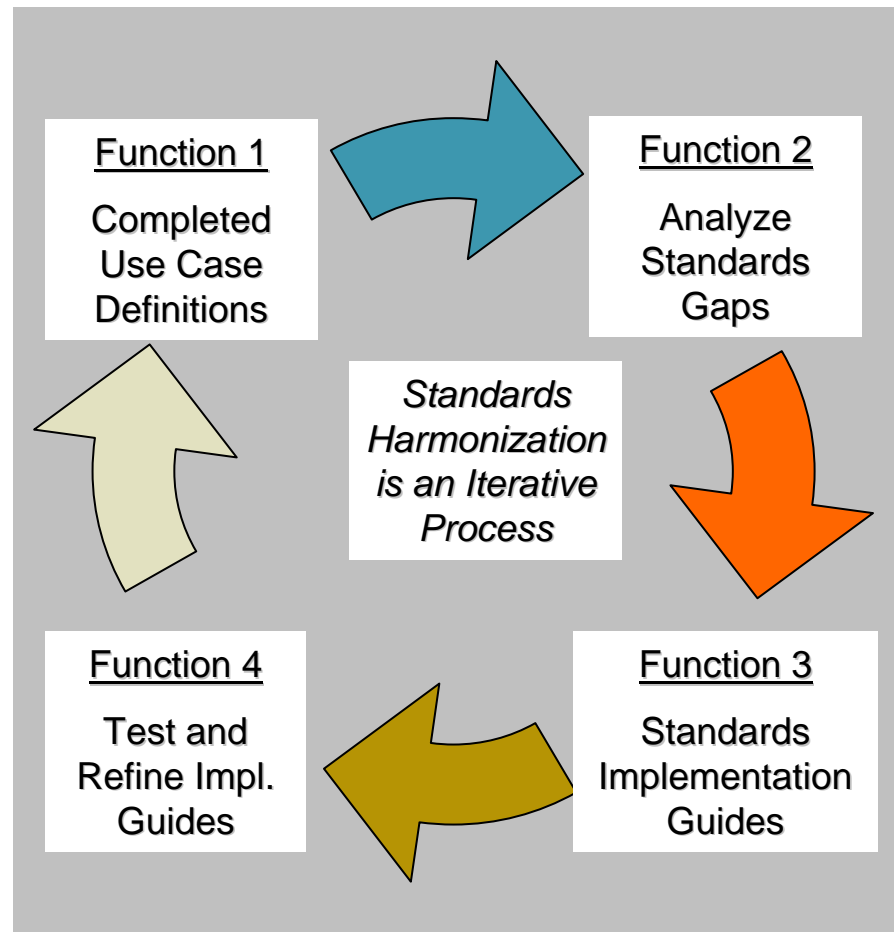 Function 1
Completed
Use Case
Definitions
Function 2
Analyze
Standards
Gaps
Standards
Harmonization
is an Iterative
Process
Function 4
Test and
Refine Impl.
Guides
Function 3
Standards
Implementation
Guides